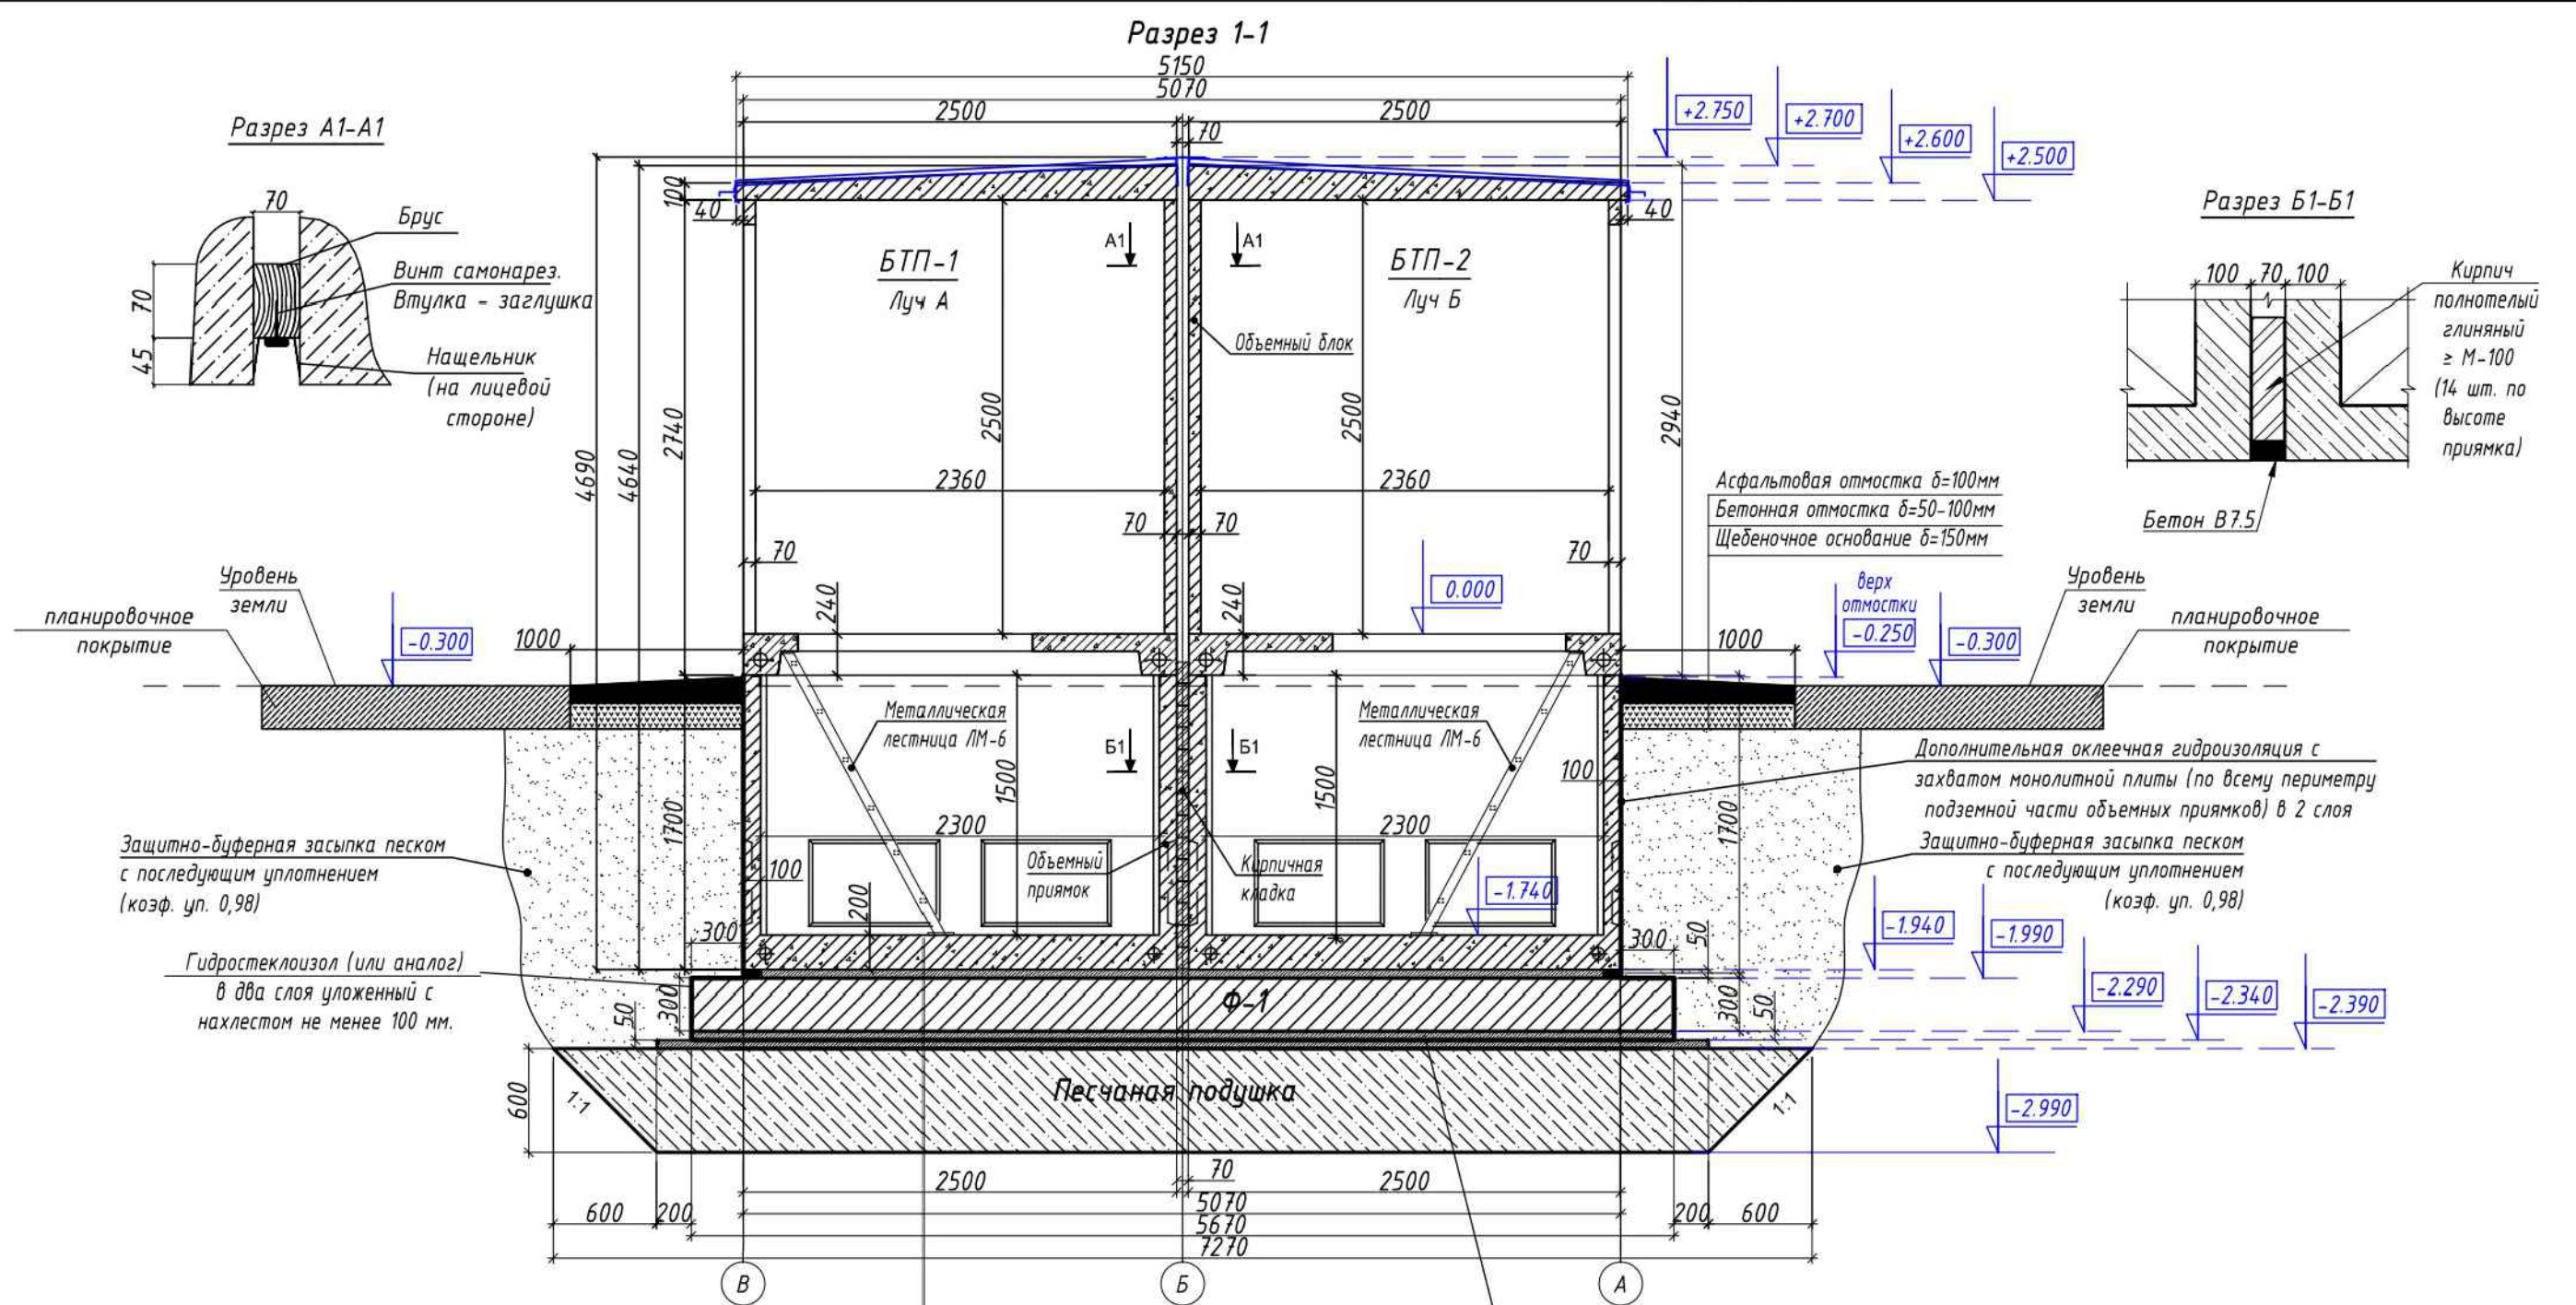 Разрез 1-1
5150
5070
2500
2500
70
+2.750
+2.700
+2.600
+2.500
Разрез А1-А1
70
Брус
Винт самонарез.
Втулка - заглушка
70
45
Нащельник
(на лицевой
стороне)
Разрез Б1-Б1
100
70
100
Кирпич
полнотелый
глиняный
≥ М-100
(14 шт. по
высоте
приямка)
Бетон В7.5
100
40
40
А1
А1
БТП-1
Луч А
БТП-2
Луч Б
Объемный блок
2500
2500
4690
4640
2740
2940
2360
2360
70
70
70
70
Асфальтовая отмостка δ=100мм
Бетонная отмостка δ=50-100мм
Щебеночное основание δ=150мм
240
240
0.000
верх
отмостки
-0.250
Уровень
земли
планировочное
покрытие
-0.300
1000
1000
-0.300
Уровень
земли
планировочное
покрытие
Металлическая
лестница ЛМ-6
Металлическая
лестница ЛМ-6
Б1
Б1
1500
1500
100
1700
1700
Дополнительная оклеечная гидроизоляция с
захватом монолитной плиты (по всему периметру
подземной части объемных приямков) в 2 слоя
2300
2300
Защитно-буферная засыпка песком
с последующим уплотнением
(коэф. уп. 0,98)
Защитно-буферная засыпка песком
с последующим уплотнением
(коэф. уп. 0,98)
100
Объемный
приямок
Кирпичная
кладка
-1.740
200
300
300
50
-1.940
-1.990
-2.290
-2.340
-2.390
Гидростеклоизол (или аналог)
в два слоя уложенный с
нахлестом не менее 100 мм.
50
300
Ф-1
300
50
600
1:1
Песчаная подушка
1:1
-2.990
2500
70
2500
5070
600
200
5670
200
600
7270
В
Б
А